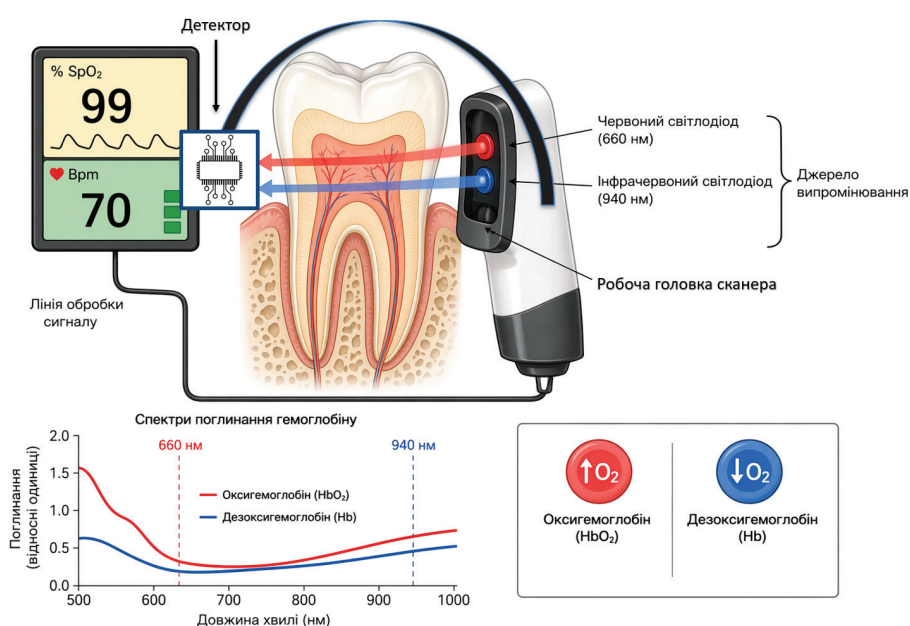 Детектор
% SpO₂
99
Bpm
70
Червоний світлодіод
(660 нм)
Інфрачервоний світлодіод
(940 нм)
Джерело
випромінювання
Робоча головка сканера
Лінія обробки
сигналу
Спектри поглинання гемоглобіну
660 нм
940 нм
Поглинання
(відносні одиниці)
2.0
1.5
1.0
0.5
0.0
Оксигемоглобін (HbO₂)
Дезоксигемоглобін (Hb)
500
600
700
800
900
1000
Довжина хвилі (нм)
↑O₂
Оксигемоглобін
(HbO₂)
↓O₂
Дезоксигемоглобін
(Hb)